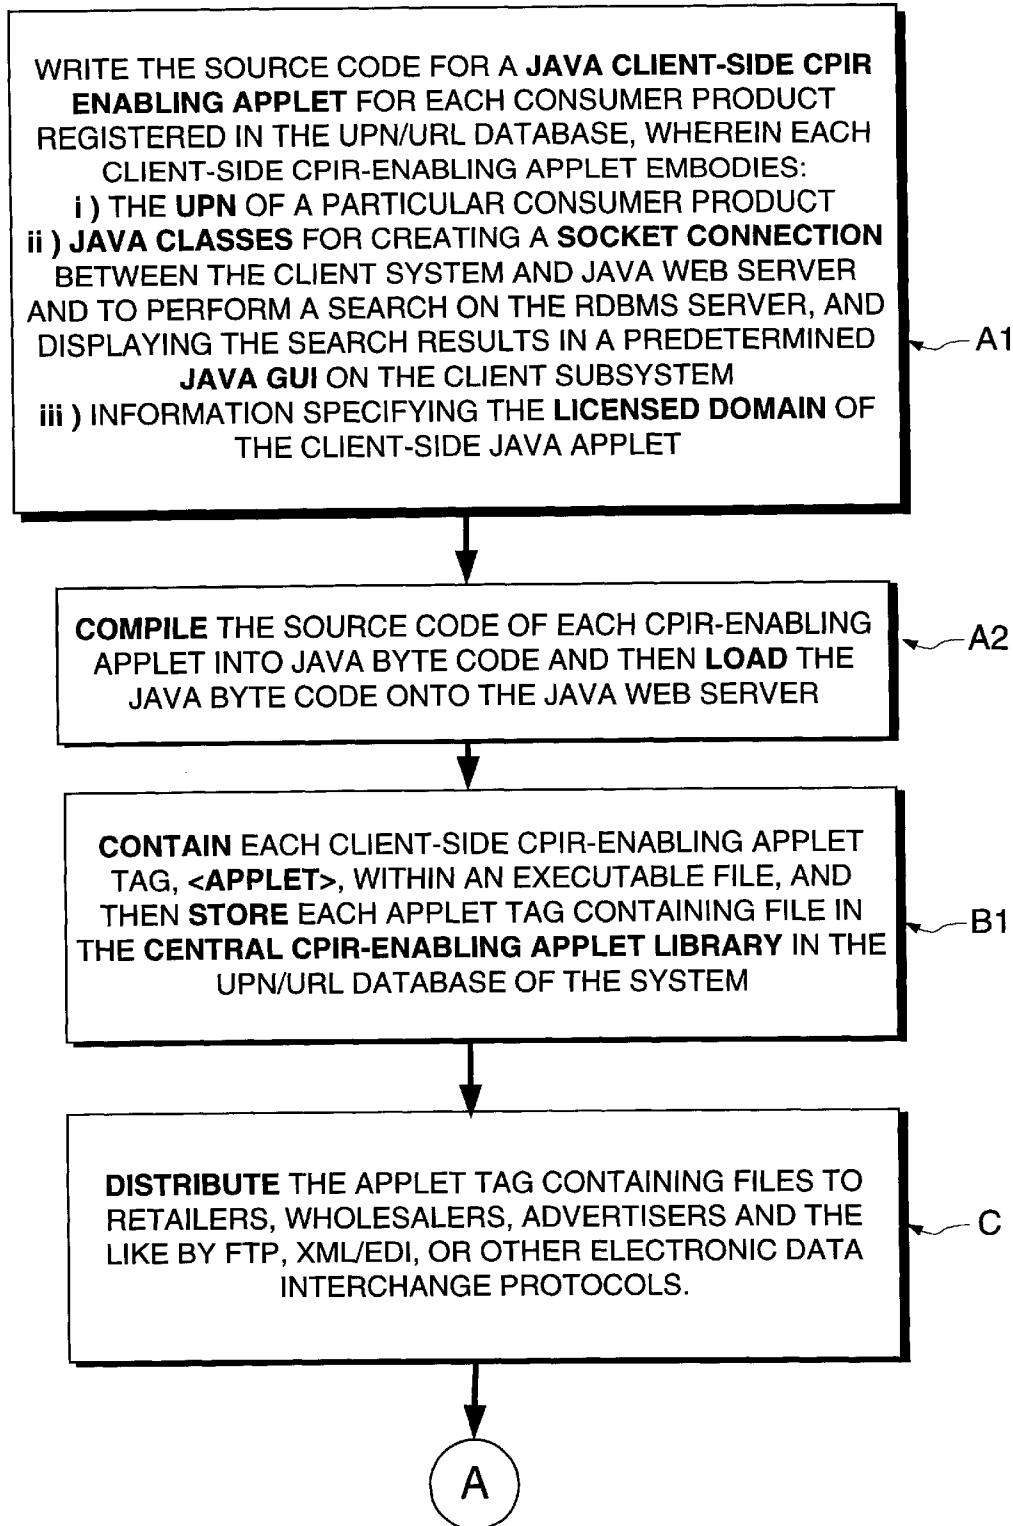 WRITE THE SOURCE CODE FOR A JAVA CLIENT-SIDE CPIR
ENABLING APPLET FOR EACH CONSUMER PRODUCT
REGISTERED IN THE UPN/URL DATABASE, WHEREIN EACH
CLIENT-SIDE CPIR-ENABLING APPLET EMBODIES:
i ) THE UPN OF A PARTICULAR CONSUMER PRODUCT
ii ) JAVA CLASSES FOR CREATING A SOCKET CONNECTION
BETWEEN THE CLIENT SYSTEM AND JAVA WEB SERVER
AND TO PERFORM A SEARCH ON THE RDBMS SERVER, AND
DISPLAYING THE SEARCH RESULTS IN A PREDETERMINED
JAVA GUI ON THE CLIENT SUBSYSTEM
iii ) INFORMATION SPECIFYING THE LICENSED DOMAIN OF
THE CLIENT-SIDE JAVA APPLET
A1
COMPILE THE SOURCE CODE OF EACH CPIR-ENABLING
APPLET INTO JAVA BYTE CODE AND THEN LOAD THE
JAVA BYTE CODE ONTO THE JAVA WEB SERVER
A2
CONTAIN EACH CLIENT-SIDE CPIR-ENABLING APPLET
TAG, <APPLET>, WITHIN AN EXECUTABLE FILE, AND
THEN STORE EACH APPLET TAG CONTAINING FILE IN
THE CENTRAL CPIR-ENABLING APPLET LIBRARY IN THE
UPN/URL DATABASE OF THE SYSTEM
B1
DISTRIBUTE THE APPLET TAG CONTAINING FILES TO
RETAILERS, WHOLESALERS, ADVERTISERS AND THE
LIKE BY FTP, XML/EDI, OR OTHER ELECTRONIC DATA
INTERCHANGE PROTOCOLS.
C
A